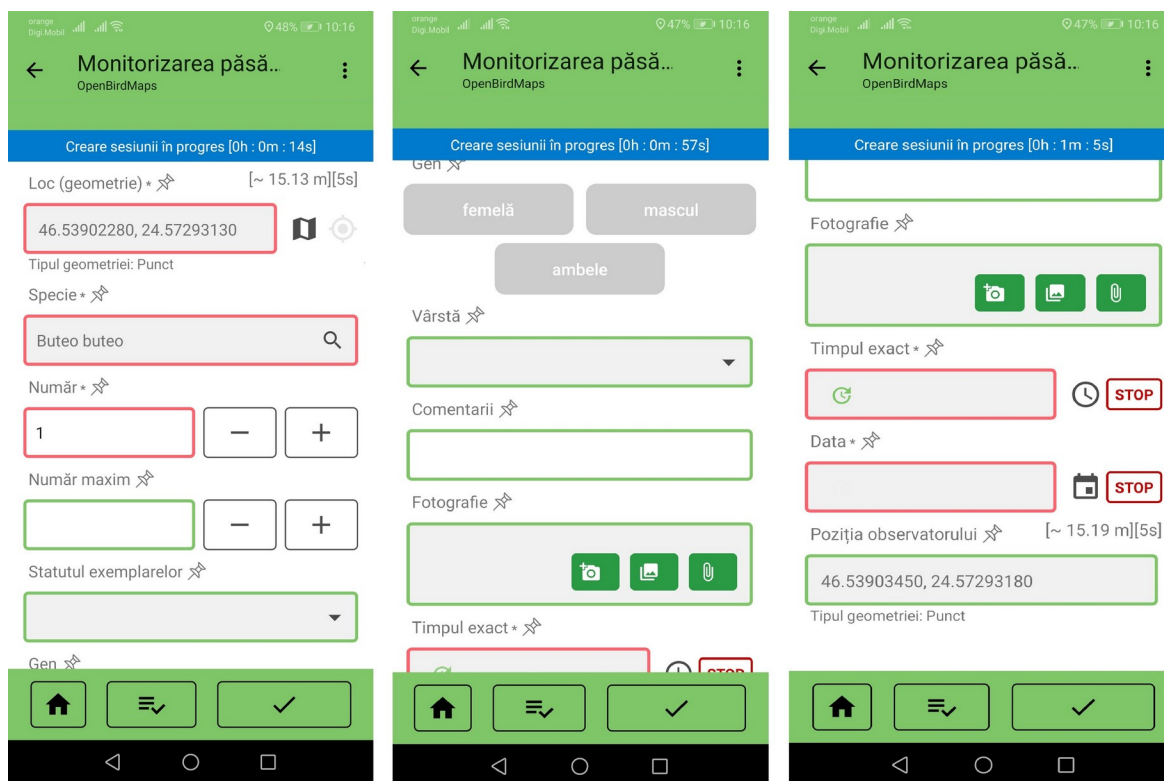 orange
Digi.Mobil
48% 10:16
Monitorizarea păsă..
OpenBirdMaps
Creare sesiunii în progres [0h : 0m : 14s]
Loc (geometrie) * [~ 15.13 m][5s]
46.53902280, 24.57293130
Tipul geometriei: Punct
Specie *
Buteo buteo
Număr *
1
Număr maxim
Statutul exemplarelor
Gen
orange
Digi.Mobil
47% 10:16
Monitorizarea păsă..
OpenBirdMaps
Creare sesiunii în progres [0h : 0m : 57s]
Gen
femelă mascul
ambele
Vârstă
Comentarii
Fotografie
Timpul exact *
STOP
orange
Digi.Mobil
47% 10:16
Monitorizarea păsă..
OpenBirdMaps
Creare sesiunii în progres [0h : 1m : 5s]
Fotografie
Timpul exact *
STOP
Data *
STOP
Poziția observatorului [~ 15.19 m][5s]
46.53903450, 24.57293180
Tipul geometriei: Punct